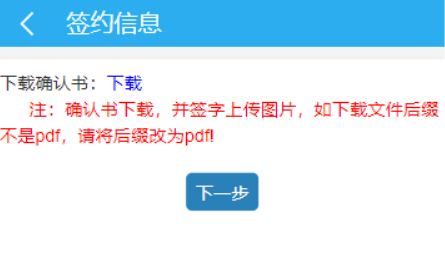 签约信息
下载确认书：下载
注：确认书下载，并签字上传图片，如下载文件后缀
不是pdf，请将后缀改为pdf!
下一步